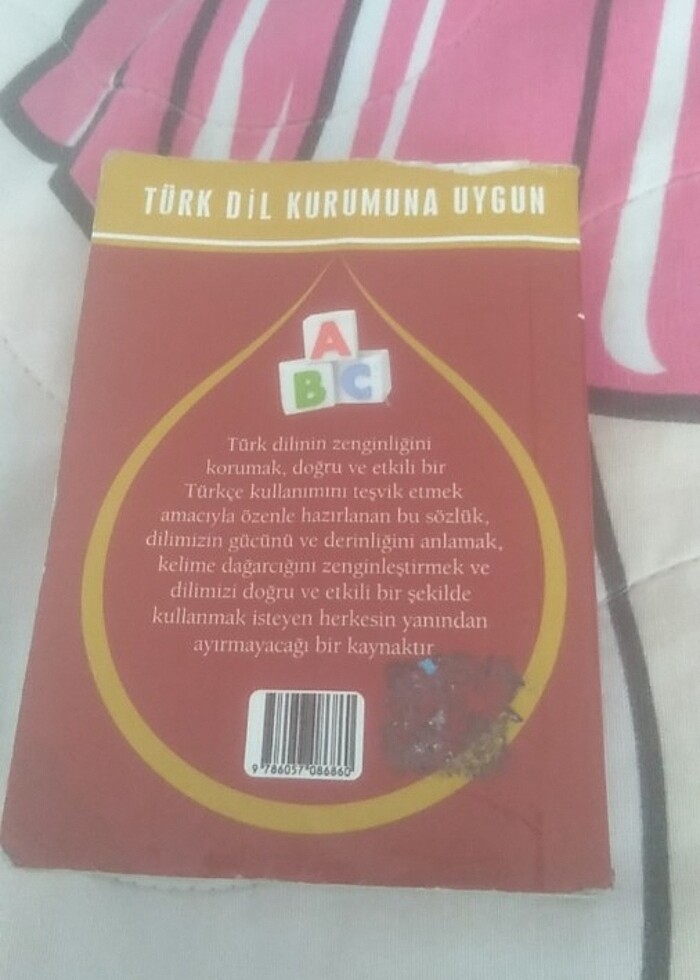 TÜRK DİL KURUMUNA UYGUN
A
B C
Türk dilinin zenginliğini
korumak, doğru ve etkili bir
Türkçe kullanımını teşvik etmek
amacıyla özenle hazırlanan bu sözlük,
dilimizin gücünü ve derinliğini anlamak,
kelime dağarcığını zenginleştirmek ve
dilimizi doğru ve etkili bir şekilde
kullanmak isteyen herkesin yanından
ayırmayacağı bir kaynaktır
9 786057 086860